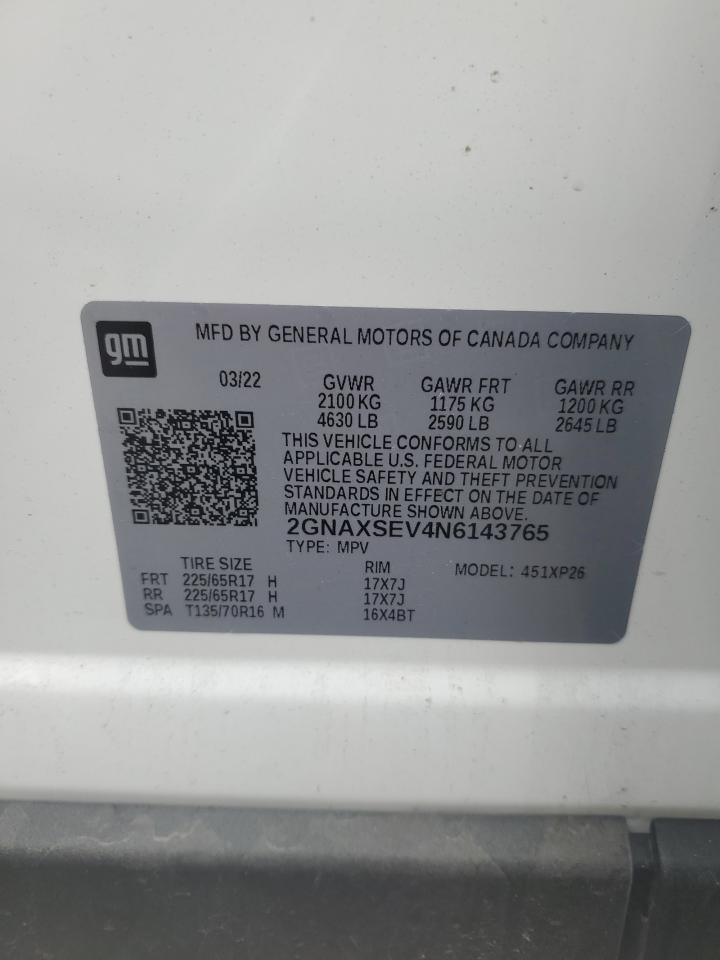 gm
MFD BY GENERAL MOTORS OF CANADA COMPANY
03/22 GVWR GAWR FRT GAWR RR
2100 KG 1175 KG 1200 KG
4630 LB 2590 LB 2645 LB
THIS VEHICLE CONFORMS TO ALL
APPLICABLE U.S. FEDERAL MOTOR
VEHICLE SAFETY AND THEFT PREVENTION
STANDARDS IN EFFECT ON THE DATE OF
MANUFACTURE SHOWN ABOVE.
2GNAXSEV4N6143765
TYPE: MPV
TIRE SIZE RIM MODEL: 451XP26
FRT 225/65R17 H 17X7J
RR 225/65R17 H 17X7J
SPA T135/70R16 M 16X4BT